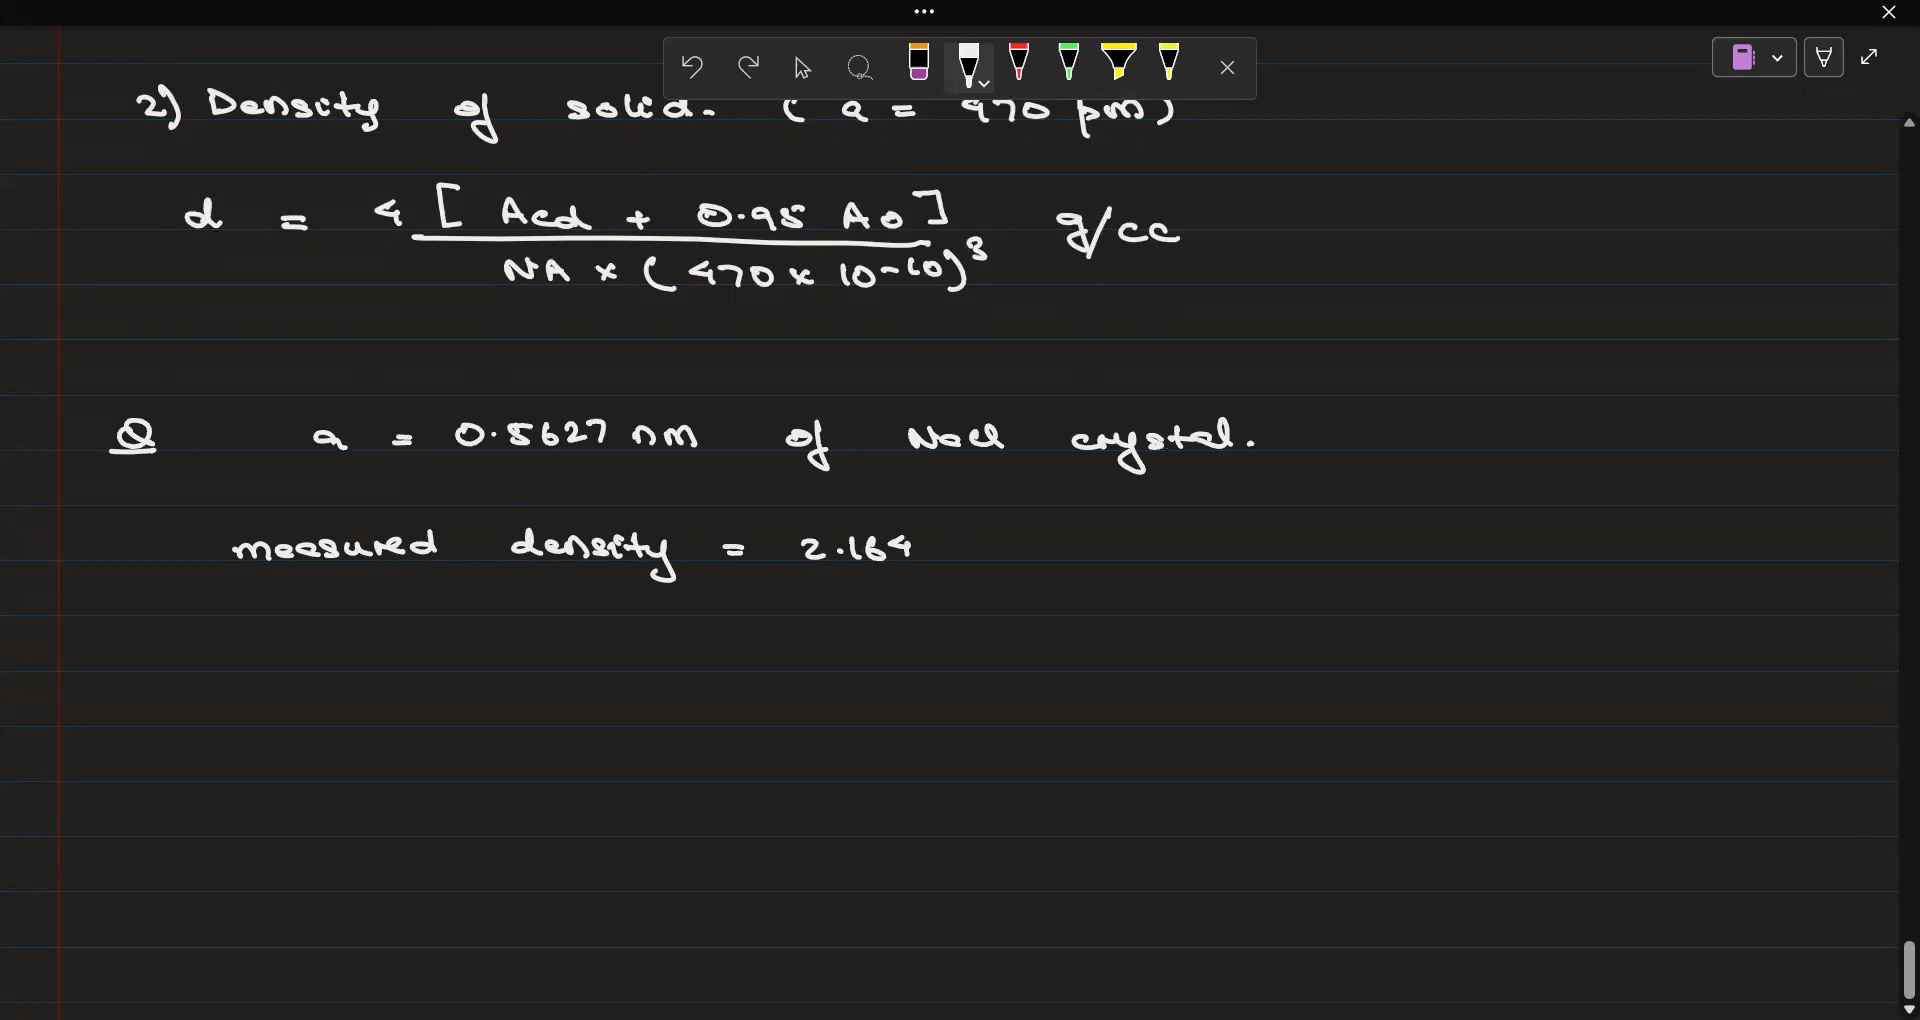 2) Density of solid. ( a = 470 pm )
d = 4 [ Acd + 0.95 AO ] g/cc
NA × ( 470 × 10-10)³
Q a = 0.5627 nm of NaCl crystal.
measured density = 2.164